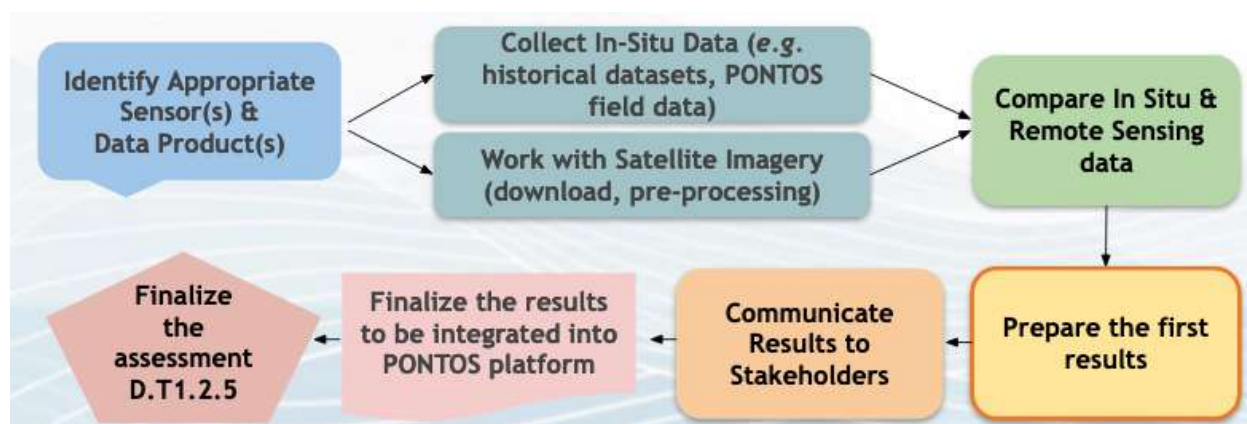 Identify Appropriate
Sensor(s) &
Data Product(s)
Collect In-Situ Data (e.g.
historical datasets, PONTOS
field data)
Work with Satellite Imagery
(download, pre-processing)
Compare In Situ &
Remote Sensing
data
Prepare the first
results
Communicate
Results to
Stakeholders
Finalize the results
to be integrated into
PONTOS platform
Finalize
the
assessment
D.T1.2.5